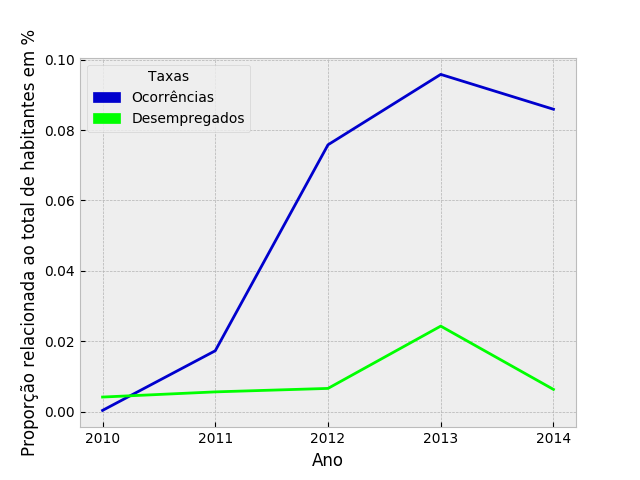 Proporção relacionada ao total de habitantes em %
0.10
0.08
0.06
0.04
0.02
0.00
Taxas
Ocorrências
Desempregados
2010 2011 2012 2013 2014
Ano